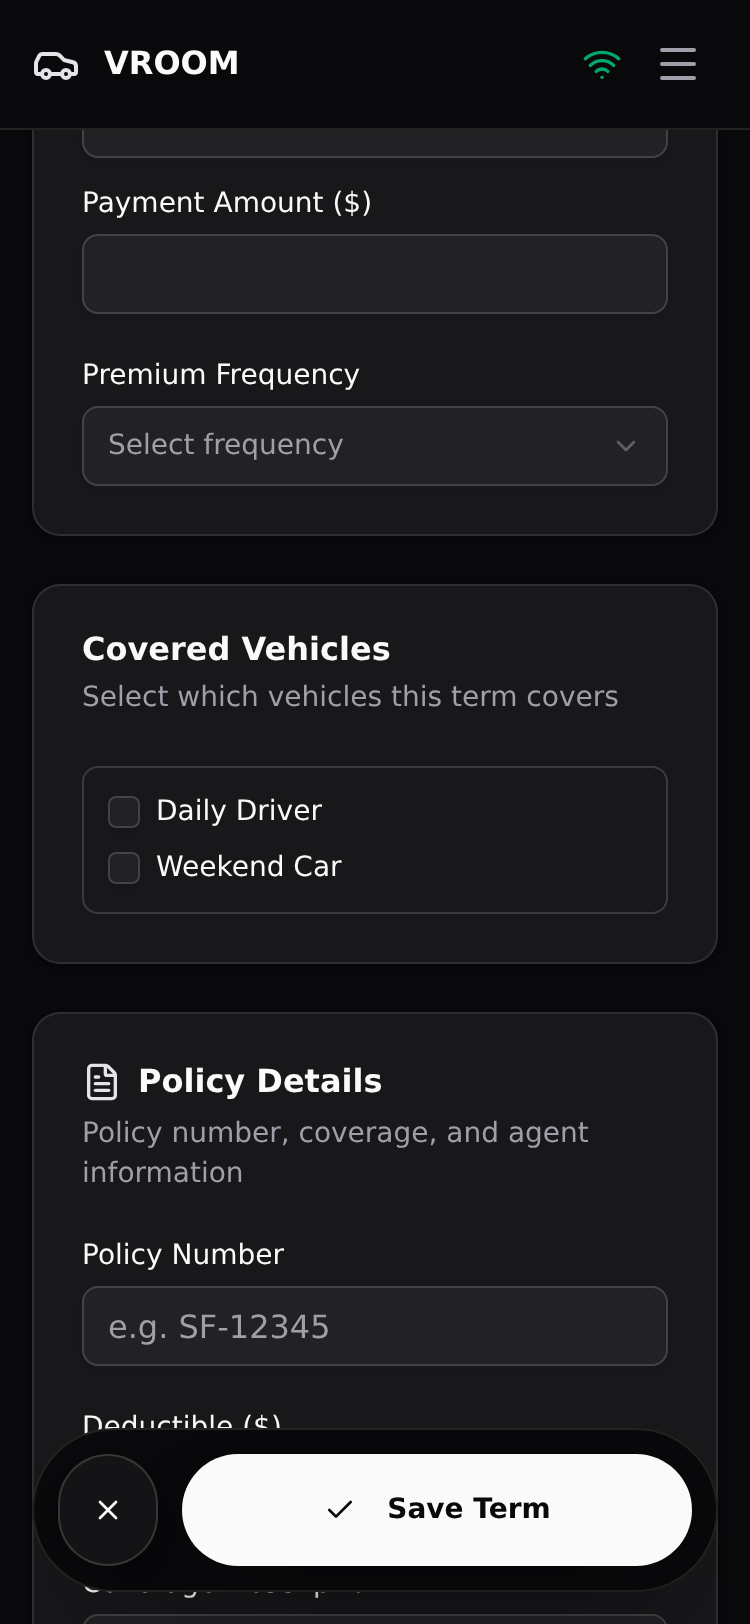 VROOM
Payment Amount ($)
Premium Frequency
Select frequency
Covered Vehicles
Select which vehicles this term covers
Daily Driver
Weekend Car
Policy Details
Policy number, coverage, and agent
information
Policy Number
e.g. SF-12345
Deductible ($)
Save Term